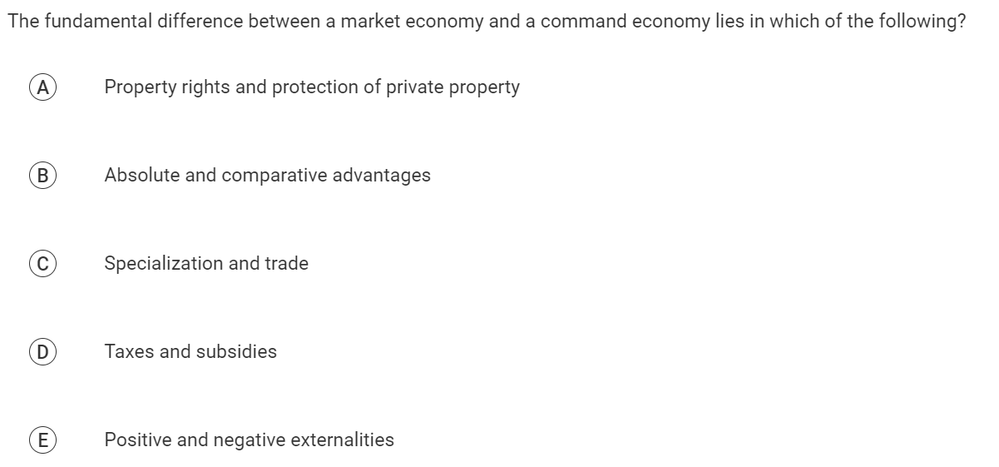 The fundamental difference between a market economy and a command economy lies in which of the following?
A Property rights and protection of private property
B Absolute and comparative advantages
C Specialization and trade
D Taxes and subsidies
E Positive and negative externalities